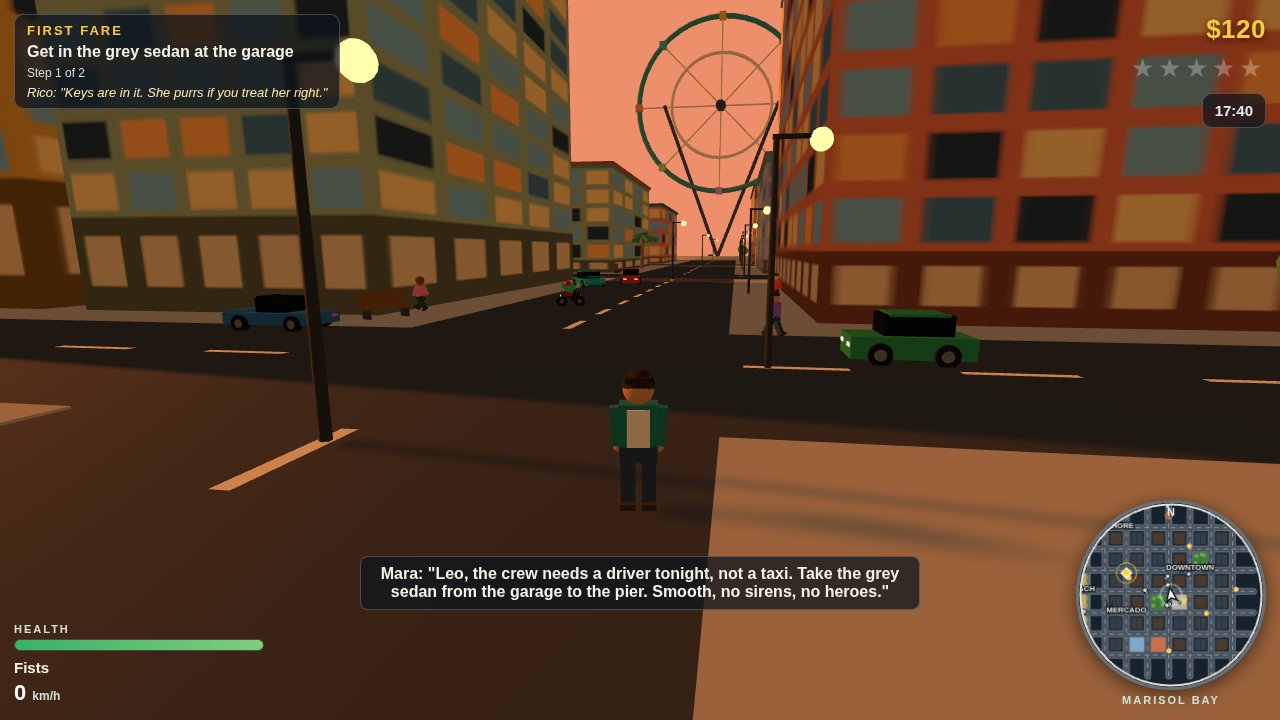 FIRST FARE
Get in the grey sedan at the garage
Step 1 of 2
Rico: "Keys are in it. She purrs if you treat her right."
$120
17:40
Mara: "Leo, the crew needs a driver tonight, not a taxi. Take the grey
sedan from the garage to the pier. Smooth, no sirens, no heroes."
HEALTH
Fists
0 km/h
N
HORE
DOWNTOWN
ACH
MERCADO
MARISOL BAY